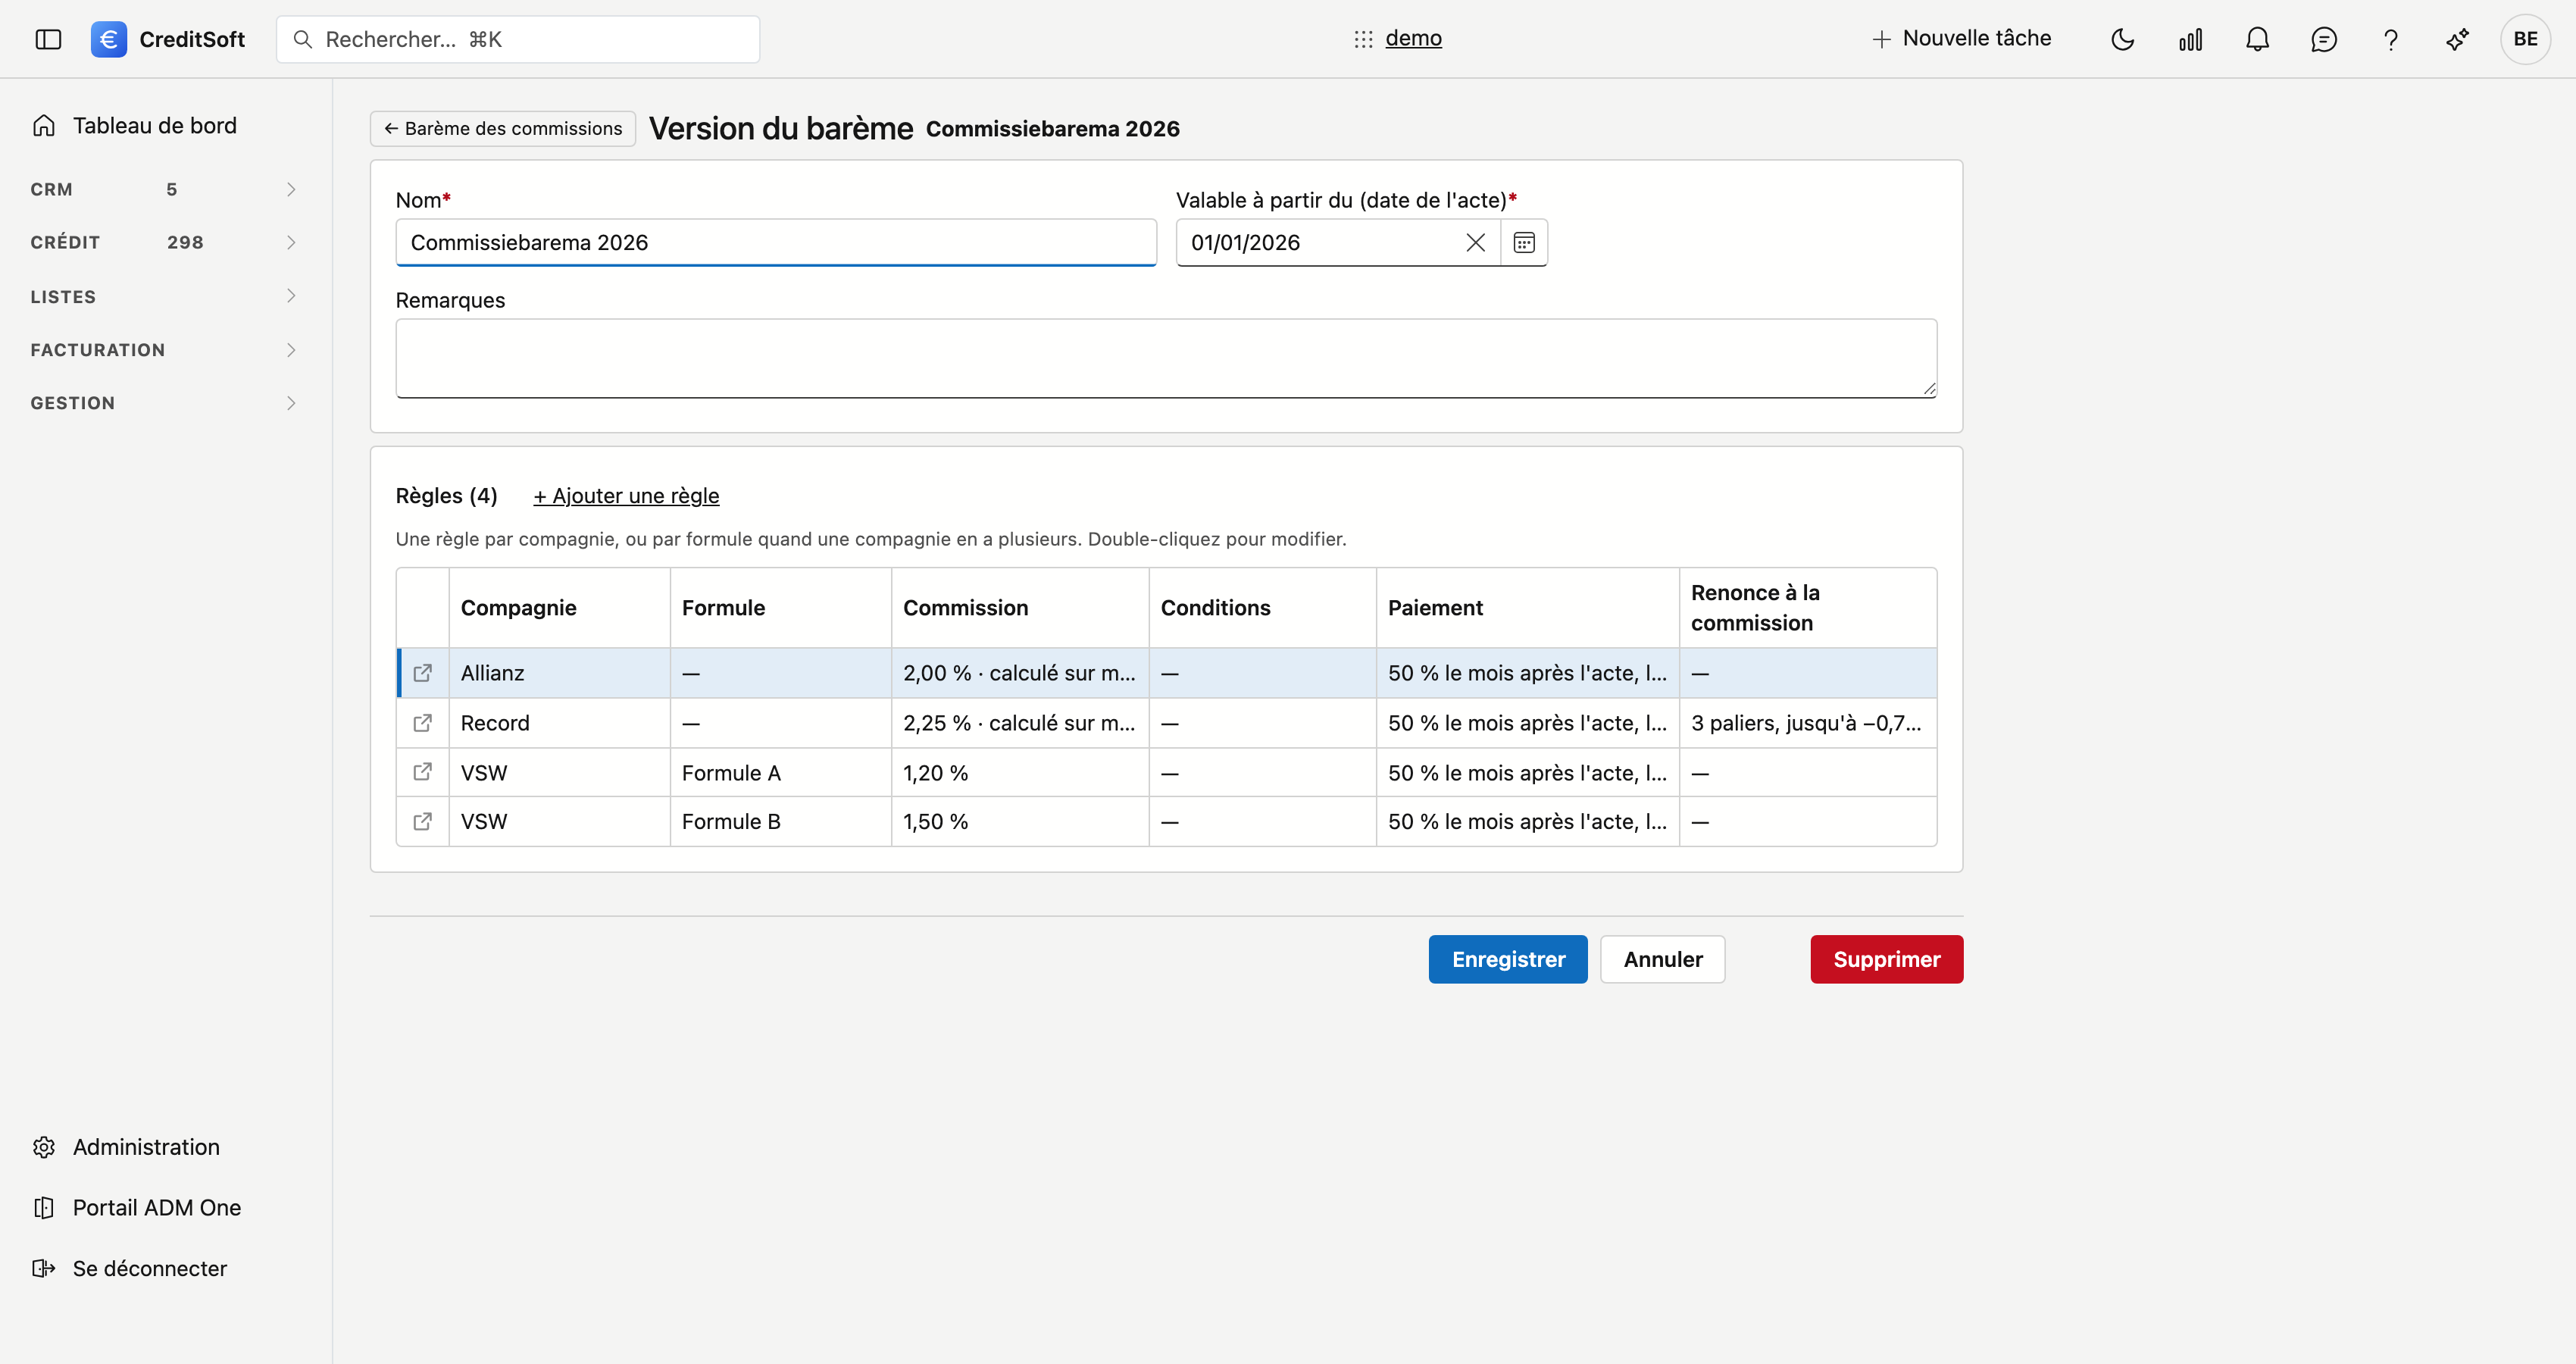 CreditSoft
Rechercher... ⌘K
demo
Nouvelle tâche
BE
Tableau de bord
CRM 5
CRÉDIT 298
LISTES
FACTURATION
GESTION
Administration
Portail ADM One
Se déconnecter
← Barème des commissions
Version du barème Commissiebarema 2026
Nom* Valable à partir du (date de l'acte)*
Commissiebarema 2026 01/01/2026
Remarques
Règles (4) + Ajouter une règle
Une règle par compagnie, ou par formule quand une compagnie en a plusieurs. Double-cliquez pour modifier.
Compagnie Formule Commission Conditions Paiement Renonce à la commission
Allianz — 2,00 % · calculé sur m... — 50 % le mois après l'acte, l... —
Record — 2,25 % · calculé sur m... — 50 % le mois après l'acte, l... 3 paliers, jusqu'à −0,7...
VSW Formule A 1,20 % — 50 % le mois après l'acte, l... —
VSW Formule B 1,50 % — 50 % le mois après l'acte, l... —
Enregistrer Annuler Supprimer